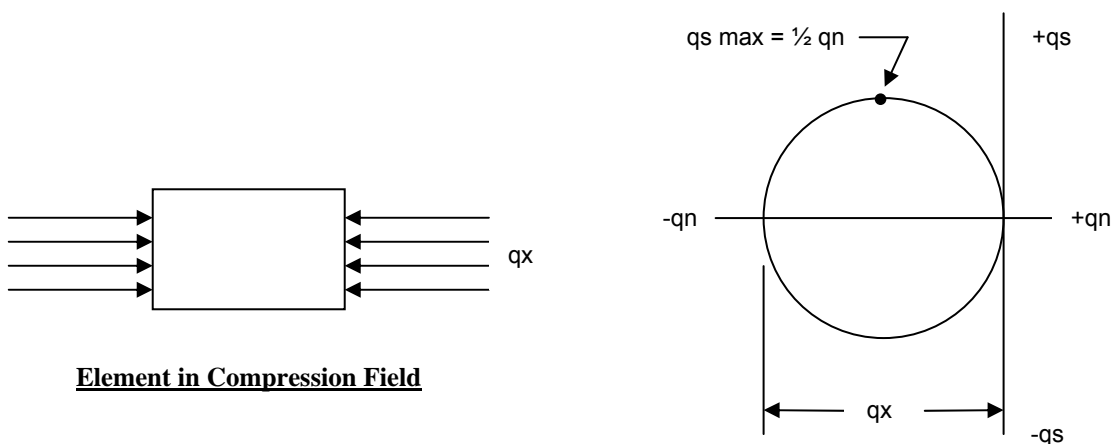 qs max = ½ qn
+qs
-qn
+qn
qx
Element in Compression Field
qx
-qs